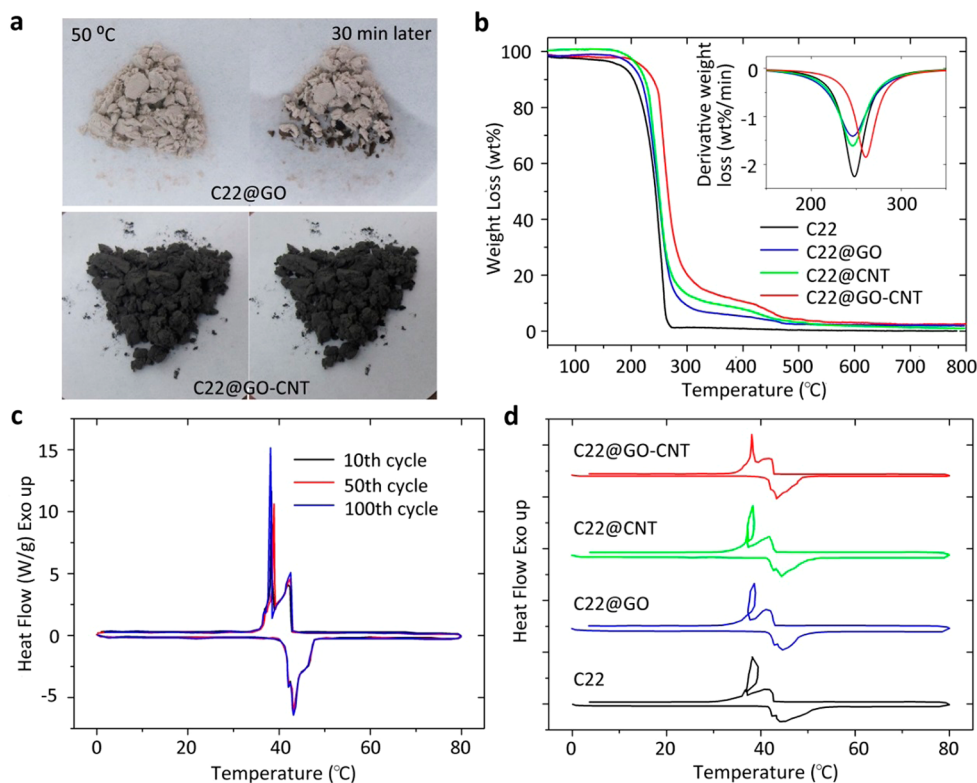 a
50 ⁰C
30 min later
C22@GO
C22@GO-CNT
b
Weight Loss (wt%)
100
80
60
40
20
0
100 200 300 400 500 600 700 800
Temperature (℃)
Derivative weight
loss (wt%/min)
0
-1
-2
200 300
C22
C22@GO
C22@CNT
C22@GO-CNT
c
Heat Flow (W/g) Exo up
15
10
5
0
-5
10th cycle
50th cycle
100th cycle
0 20 40 60 80
Temperature (℃)
d
Heat Flow Exo up
C22@GO-CNT
C22@CNT
C22@GO
C22
0 20 40 60 80
Temperature (℃)